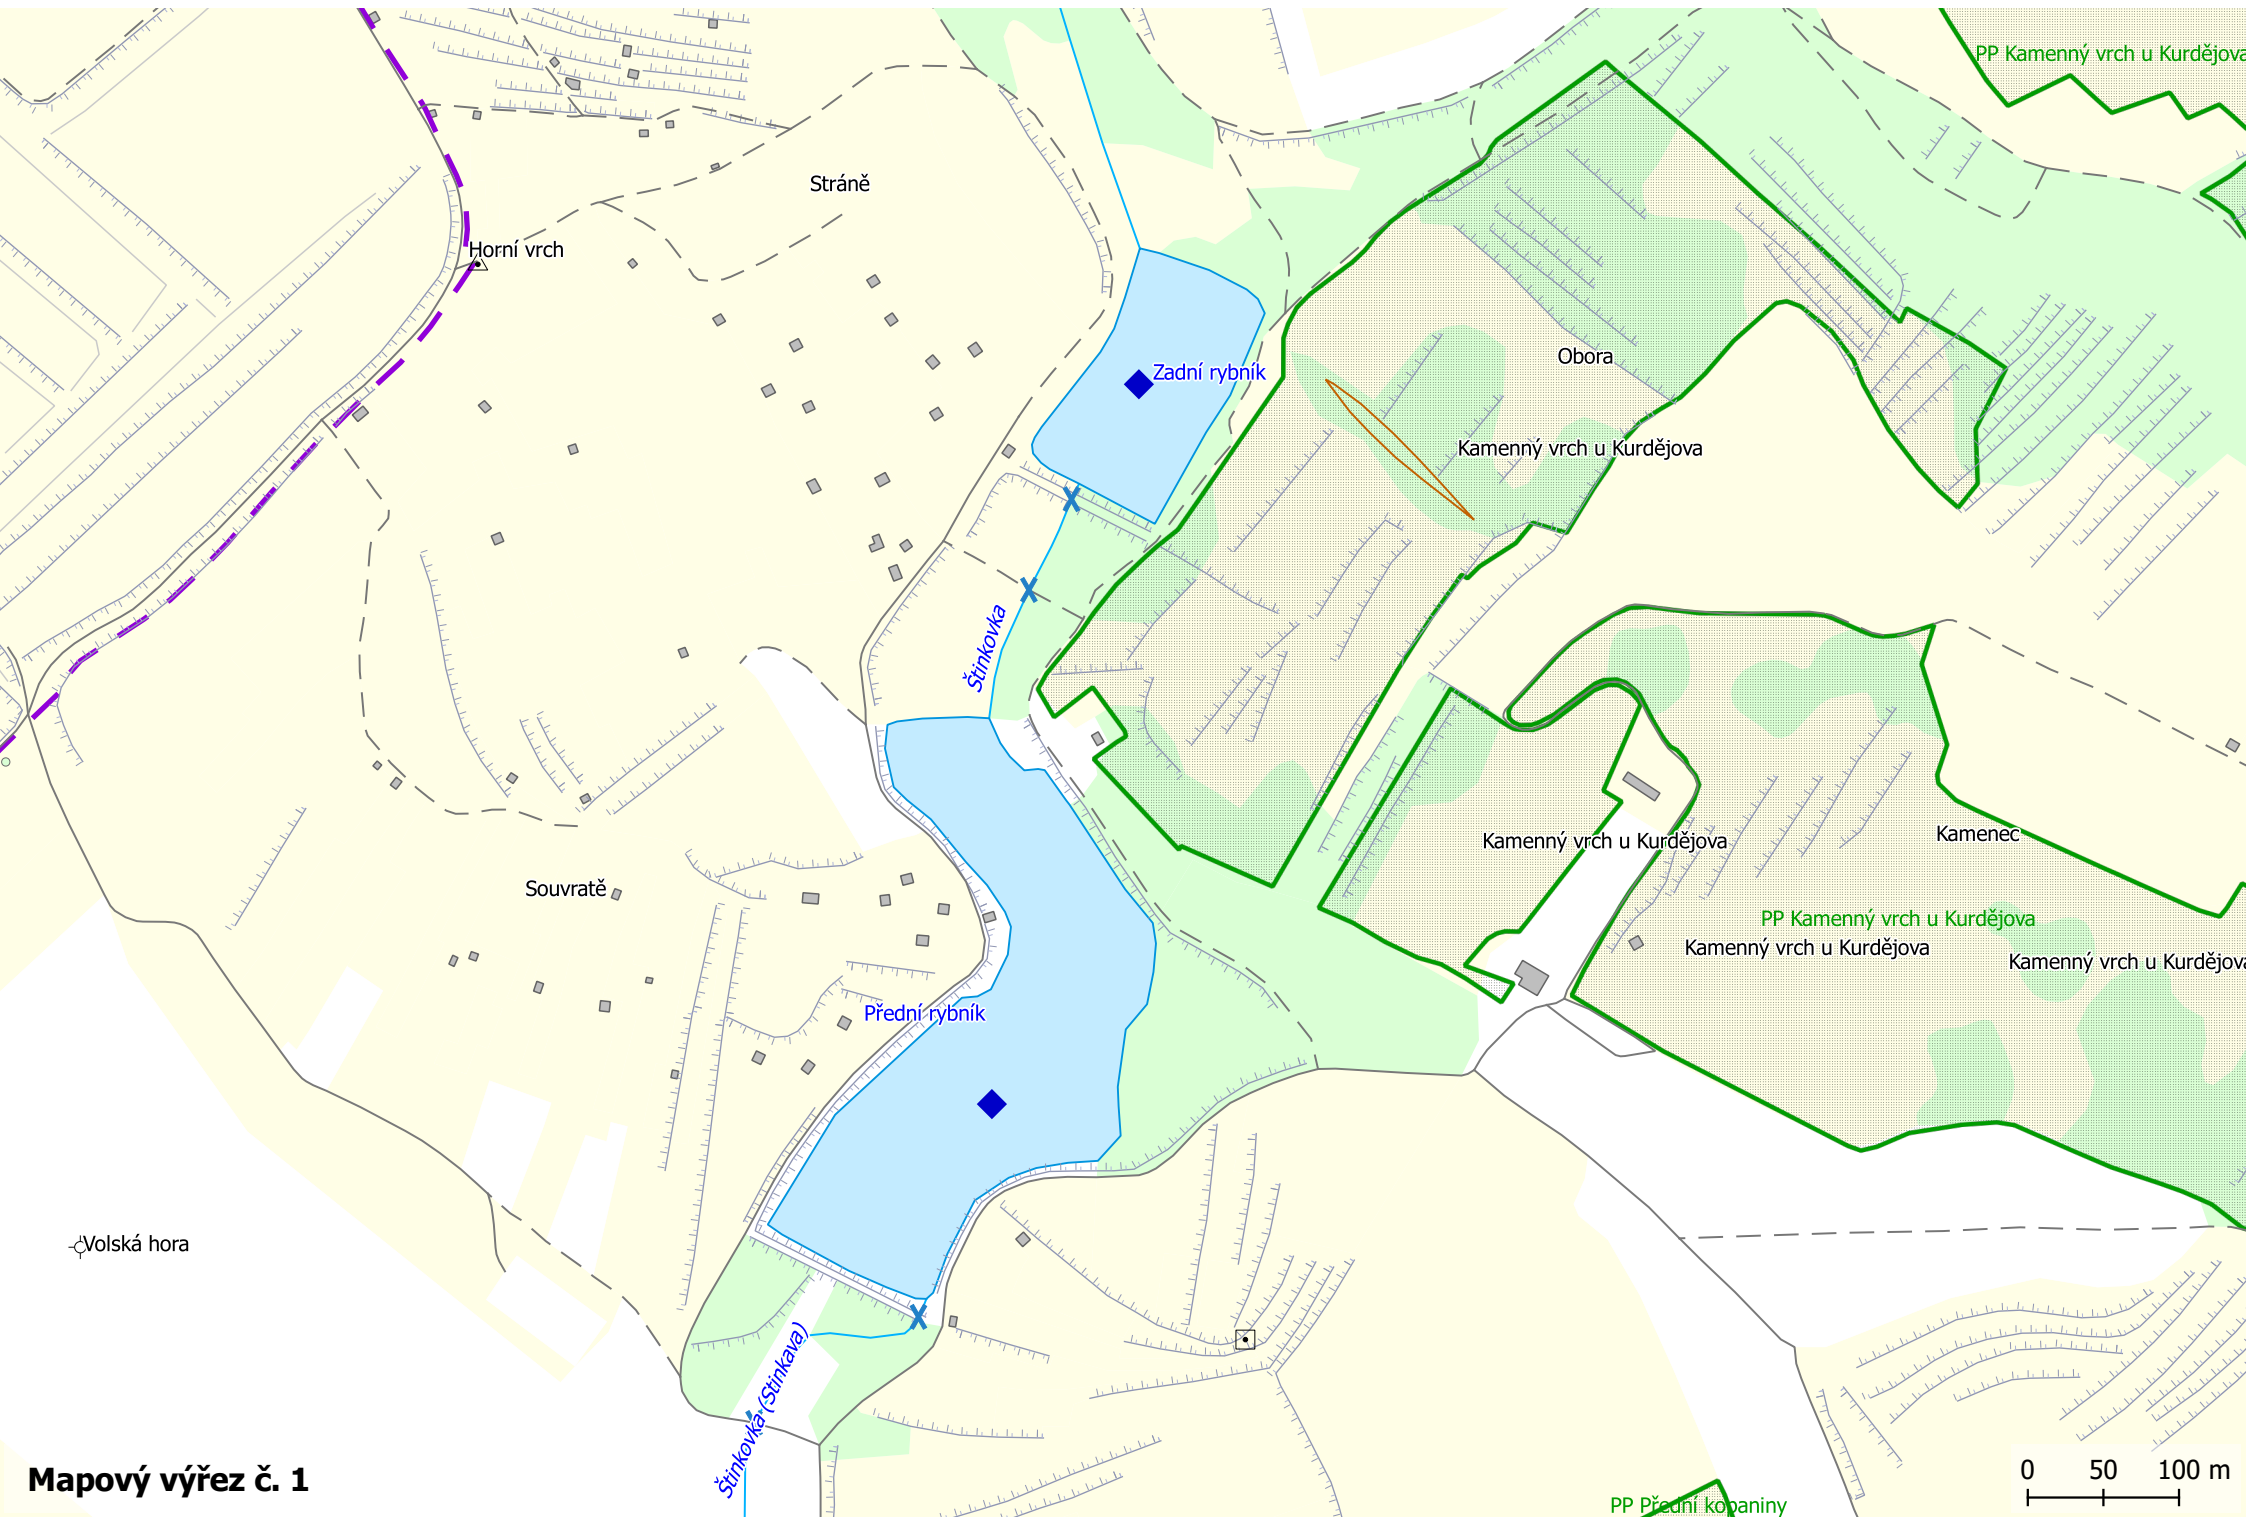 PP Kamenný vrch u Kurdějova
Stráně
Horní vrch
Obora
Zadní rybník
Kamenný vrch u Kurdějova
Štinkovka
Kamenec
Kamenný vrch u Kurdějova
Souvratě
PP Kamenný vrch u Kurdějova
Kamenný vrch u Kurdějova
Kamenný vrch u Kurdějova
Přední rybník
Volská hora
Štinkovka (Stinkava)
Mapový výřez č. 1
0 50 100 m
PP Přední kopaniny